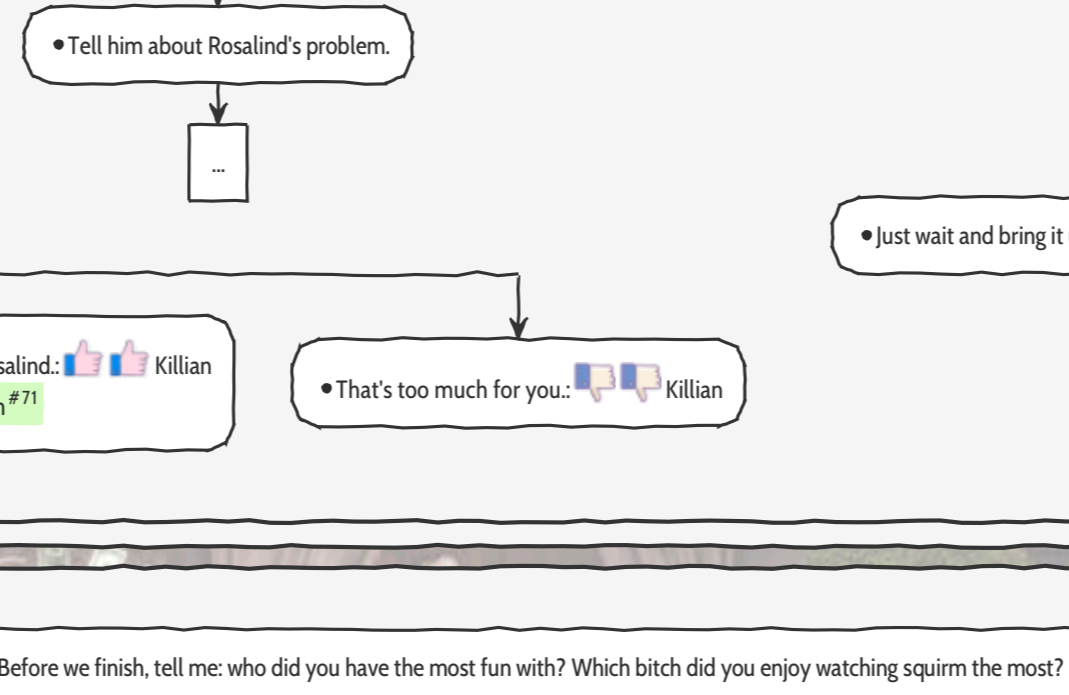 •Tell him about Rosalind's problem.
...
•Just wait and bring it
salind.: Killian
#71
•That's too much for you.: Killian
Before we finish, tell me: who did you have the most fun with? Which bitch did you enjoy watching squirm the most?